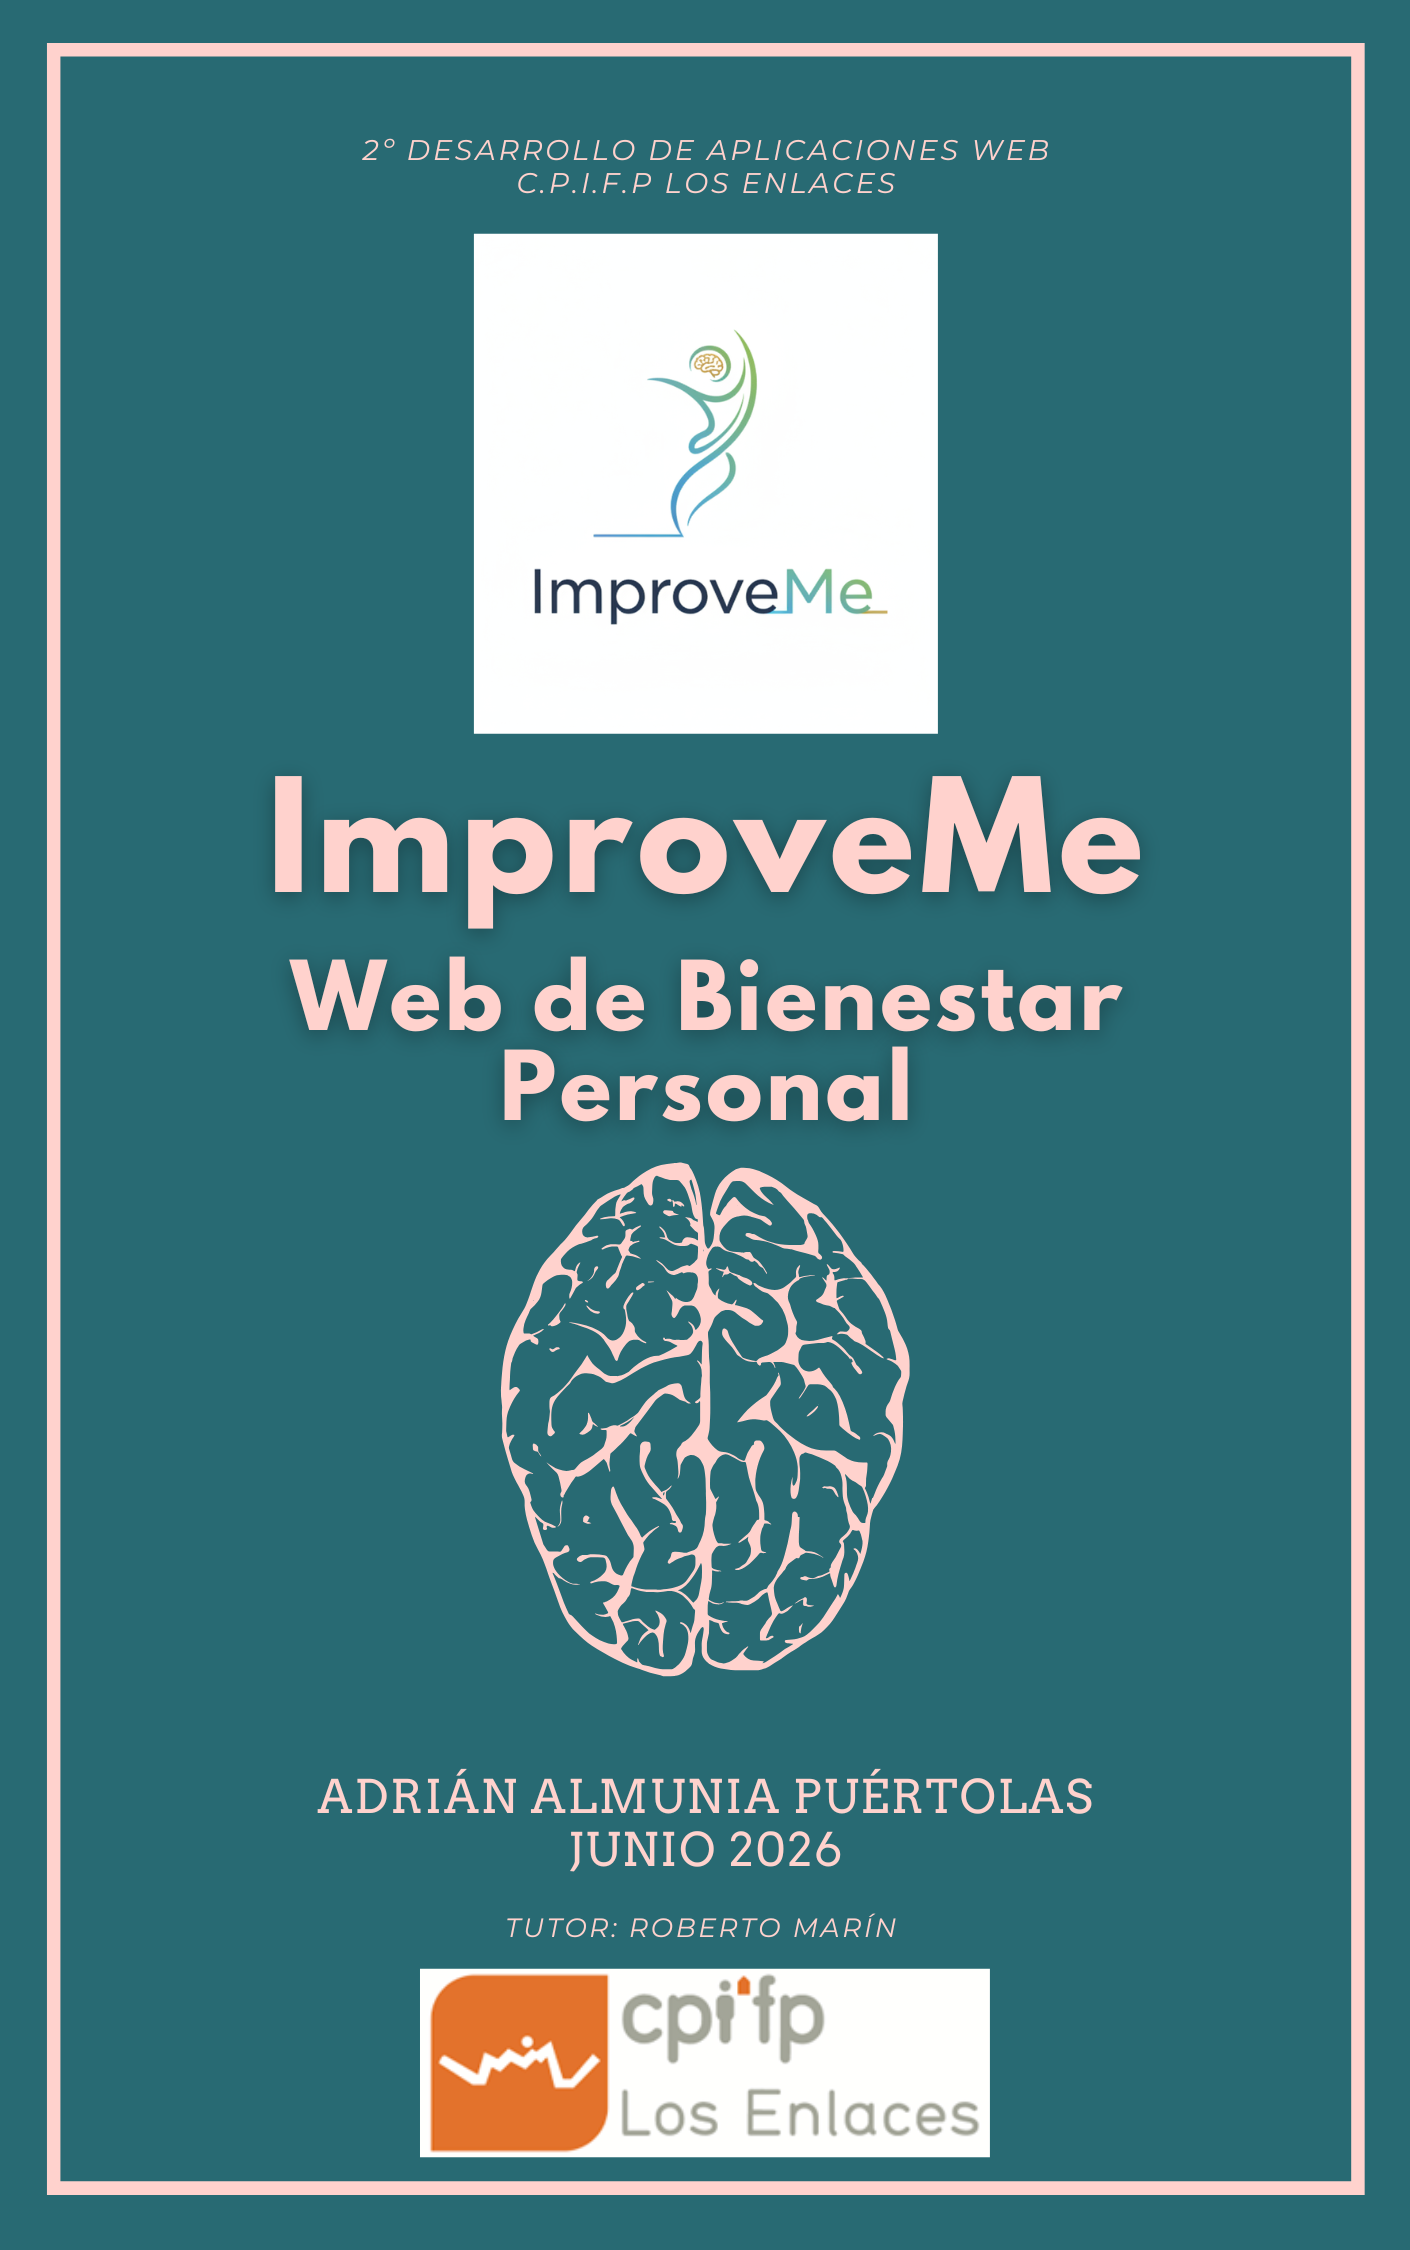 2º DESARROLLO DE APLICACIONES WEB
C.P.I.F.P LOS ENLACES
ImproveMe
ImproveMe
Web de Bienestar
Personal
ADRIÁN ALMUNIA PUÉRTOLAS
JUNIO 2026
TUTOR: ROBERTO MARÍN
cpifp
Los Enlaces